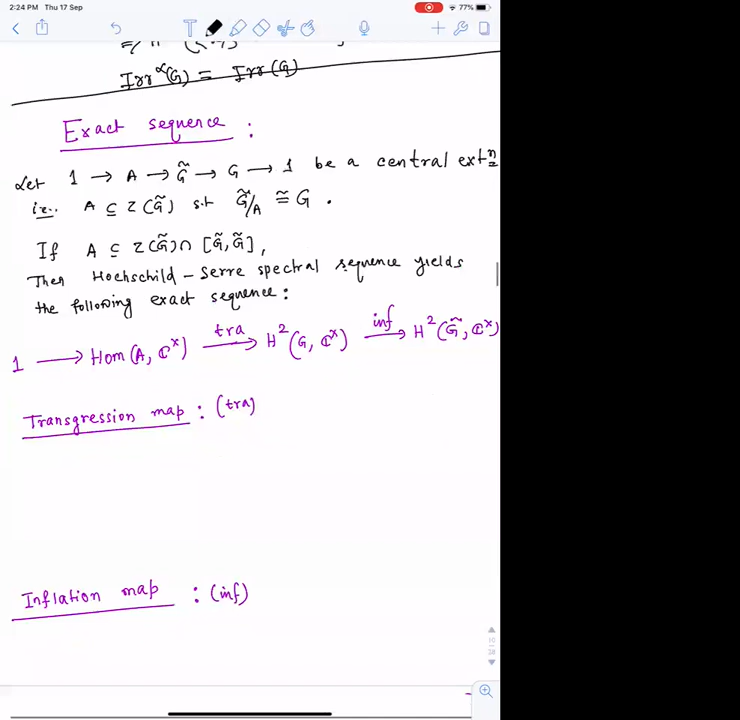 2:24 PM Thu 17 Sep
77%
Irr^α(G) = Irr(G)
Exact sequence :
Let 1 → A → G̃ → G → 1 be a central extⁿ
ie.. A ⊆ Z(G̃) s.t G̃/A ≅ G .
If A ⊆ Z(G̃) ∩ [G̃, G̃],
Then Hochschild – Serre spectral sequence yields
the following exact sequence :
1 → Hom(A, ℂ^x) —tra→ H²(G, ℂ^x) —inf→ H²(G̃, ℂ^x)
Transgression map : (tra)
Inflation map : (inf)